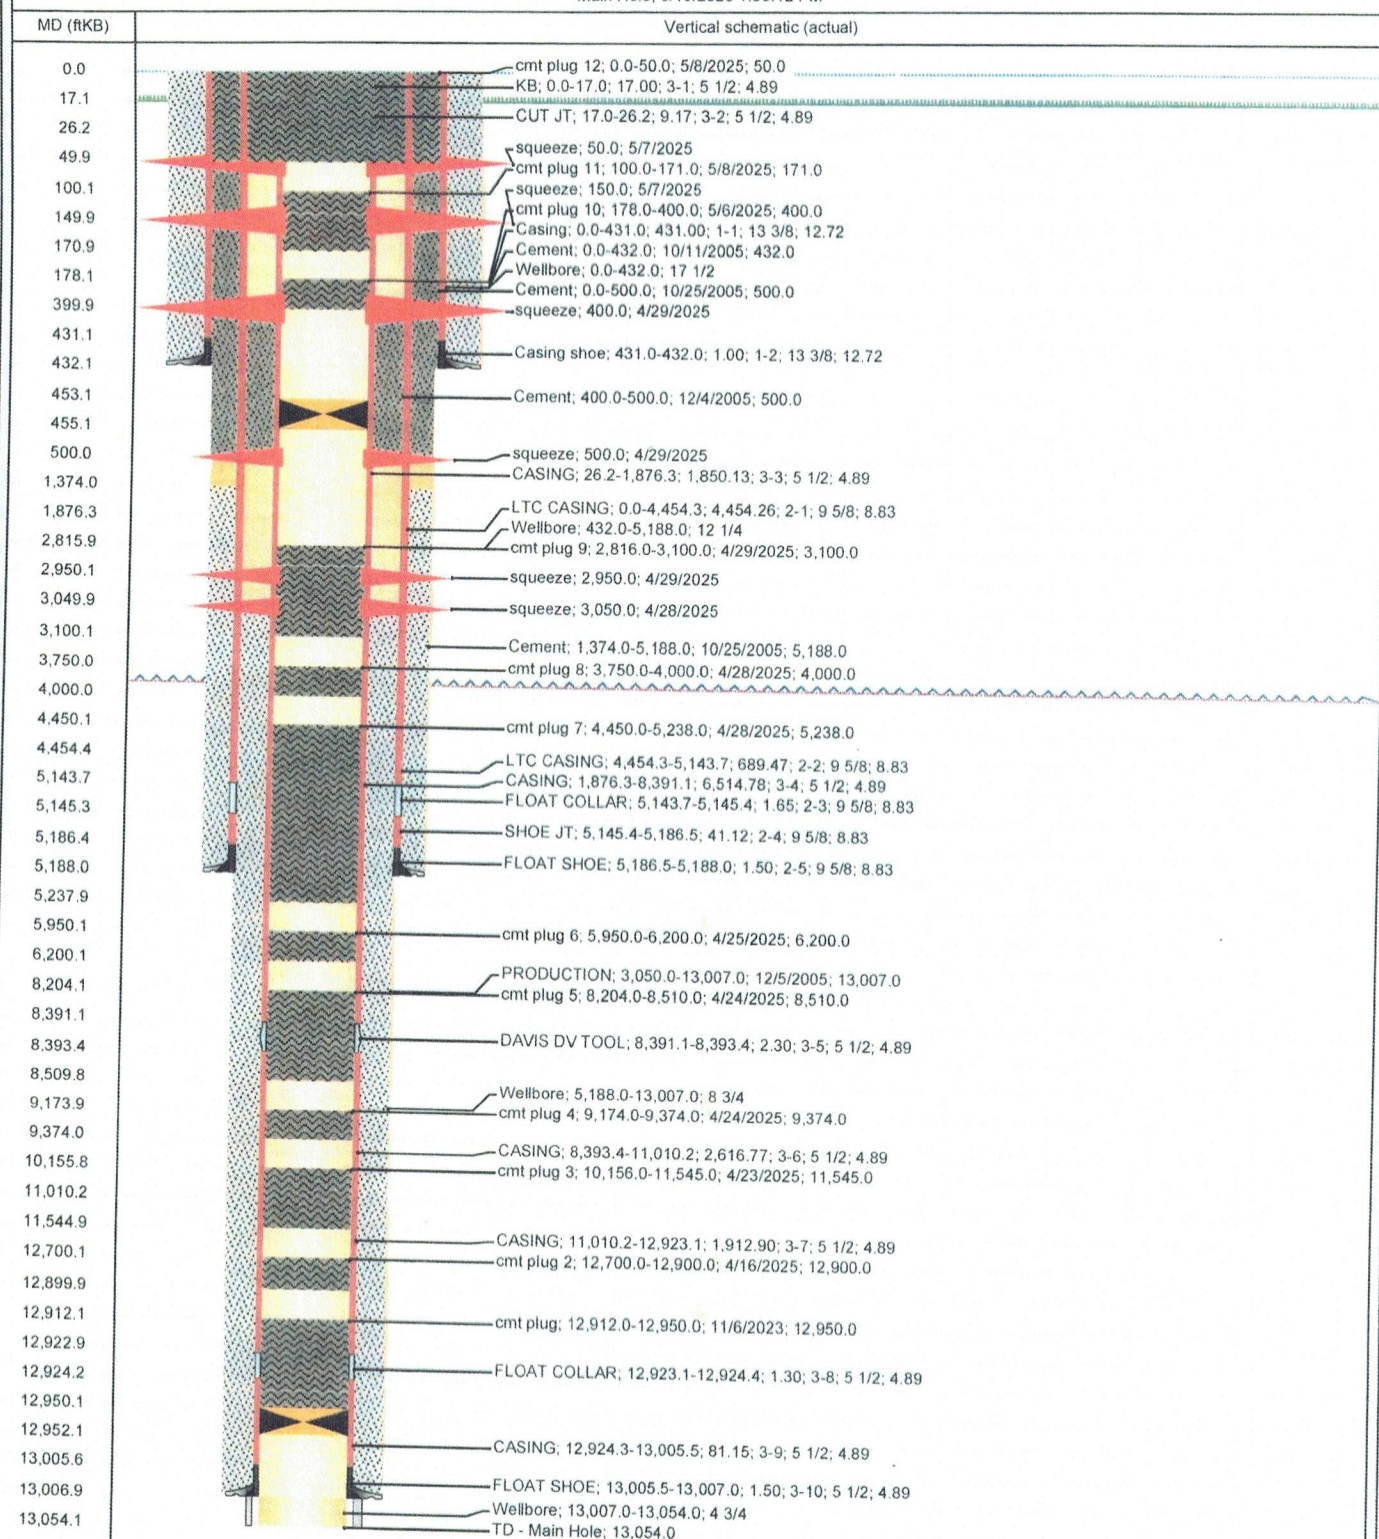 MD (ftKB)
Vertical schematic (actual)
0.0
17.1
26.2
49.9
100.1
149.9
170.9
178.1
399.9
431.1
432.1
453.1
455.1
500.0
1,374.0
1,876.3
2,815.9
2,950.1
3,049.9
3,100.1
3,750.0
4,000.0
4,450.1
4,454.4
5,143.7
5,145.3
5,186.4
5,188.0
5,237.9
5,950.1
6,200.1
8,204.1
8,391.1
8,393.4
8,509.8
9,173.9
9,374.0
10,155.8
11,010.2
11,544.9
12,700.1
12,899.9
12,912.1
12,922.9
12,924.2
12,950.1
12,952.1
13,005.6
13,006.9
13,054.1
cmt plug 12; 0.0-50.0; 5/8/2025; 50.0
KB; 0.0-17.0; 17.00; 3-1; 5 1/2; 4.89
CUT JT; 17.0-26.2; 9.17; 3-2; 5 1/2; 4.89
squeeze; 50.0; 5/7/2025
cmt plug 11; 100.0-171.0; 5/8/2025; 171.0
squeeze; 150.0; 5/7/2025
cmt plug 10; 178.0-400.0; 5/6/2025; 400.0
Casing; 0.0-431.0; 431.00; 1-1; 13 3/8; 12.72
Cement; 0.0-432.0; 10/11/2005; 432.0
Wellbore; 0.0-432.0; 17 1/2
Cement; 0.0-500.0; 10/25/2005; 500.0
squeeze; 400.0; 4/29/2025
Casing shoe; 431.0-432.0; 1.00; 1-2; 13 3/8; 12.72
Cement; 400.0-500.0; 12/4/2005; 500.0
squeeze; 500.0; 4/29/2025
CASING; 26.2-1,876.3; 1,850.13; 3-3; 5 1/2; 4.89
LTC CASING; 0.0-4,454.3; 4,454.26; 2-1; 9 5/8; 8.83
Wellbore; 432.0-5,188.0; 12 1/4
cmt plug 9; 2,816.0-3,100.0; 4/29/2025; 3,100.0
squeeze; 2,950.0; 4/29/2025
squeeze; 3,050.0; 4/28/2025
Cement; 1,374.0-5,188.0; 10/25/2005; 5,188.0
cmt plug 8; 3,750.0-4,000.0; 4/28/2025; 4,000.0
cmt plug 7; 4,450.0-5,238.0; 4/28/2025; 5,238.0
LTC CASING; 4,454.3-5,143.7; 689.47; 2-2; 9 5/8; 8.83
CASING; 1,876.3-8,391.1; 6,514.78; 3-4; 5 1/2; 4.89
FLOAT COLLAR; 5,143.7-5,145.4; 1.65; 2-3; 9 5/8; 8.83
SHOE JT; 5,145.4-5,186.5; 41.12; 2-4; 9 5/8; 8.83
FLOAT SHOE; 5,186.5-5,188.0; 1.50; 2-5; 9 5/8; 8.83
cmt plug 6; 5,950.0-6,200.0; 4/25/2025; 6,200.0
PRODUCTION; 3,050.0-13,007.0; 12/5/2005; 13,007.0
cmt plug 5; 8,204.0-8,510.0; 4/24/2025; 8,510.0
DAVIS DV TOOL; 8,391.1-8,393.4; 2.30; 3-5; 5 1/2; 4.89
Wellbore; 5,188.0-13,007.0; 8 3/4
cmt plug 4; 9,174.0-9,374.0; 4/24/2025; 9,374.0
CASING; 8,393.4-11,010.2; 2,616.77; 3-6; 5 1/2; 4.89
cmt plug 3; 10,156.0-11,545.0; 4/23/2025; 11,545.0
CASING; 11,010.2-12,923.1; 1,912.90; 3-7; 5 1/2; 4.89
cmt plug 2; 12,700.0-12,900.0; 4/16/2025; 12,900.0
cmt plug; 12,912.0-12,950.0; 11/6/2023; 12,950.0
FLOAT COLLAR; 12,923.1-12,924.4; 1.30; 3-8; 5 1/2; 4.89
CASING; 12,924.3-13,005.5; 81.15; 3-9; 5 1/2; 4.89
FLOAT SHOE; 13,005.5-13,007.0; 1.50; 3-10; 5 1/2; 4.89
Wellbore; 13,007.0-13,054.0; 4 3/4
TD - Main Hole; 13,054.0